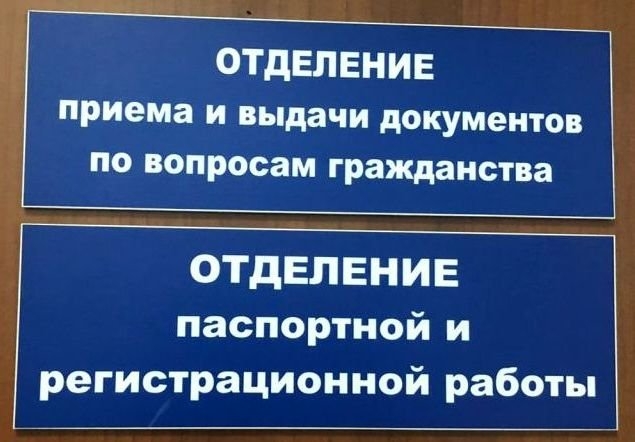 ОТДЕЛЕНИЕ
приема и выдачи документов
по вопросам гражданства
ОТДЕЛЕНИЕ
паспортной и
регистрационной работы